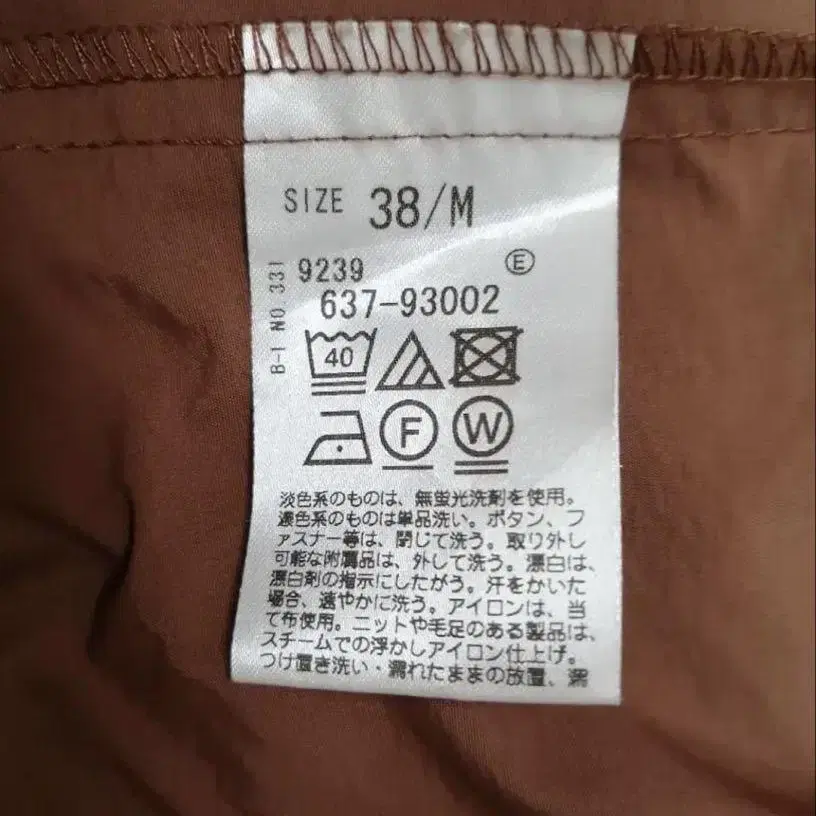 SIZE 38/M
B-1 NO.331
9239 Ⓔ
637-93002
40
F W
淡色系のものは、無蛍光洗剤を使用。
濃色系のものは単品洗い。ボタン、フ
ァスナー等は、閉じて洗う。取り外し
可能な附属品は、外して洗う。漂白は、
漂白剤の指示にしたがう。汗をかいた
場合、速やかに洗う。アイロンは、当
て布使用。ニットや毛足のある製品は、
スチームでの浮かしアイロン仕上げ。
つけ置き洗い・濡れたままの放置、濡